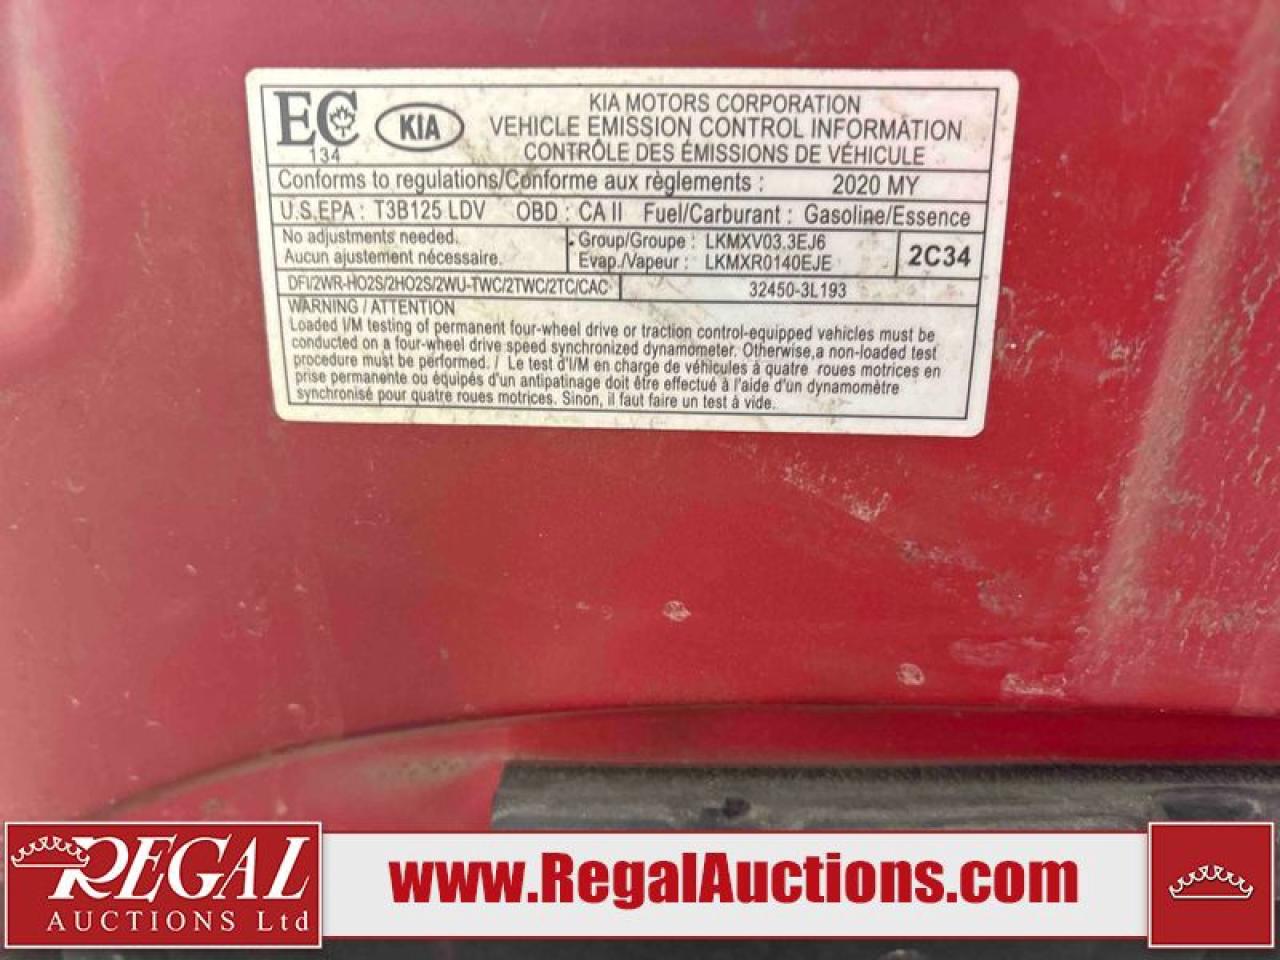 EC
134
KIA
KIA MOTORS CORPORATION
VEHICLE EMISSION CONTROL INFORMATION
CONTRÔLE DES ÉMISSIONS DE VÉHICULE
Conforms to regulations/Conforme aux règlements : 2020 MY
U.S.EPA : T3B125 LDV OBD : CA II Fuel/Carburant : Gasoline/Essence
No adjustments needed.
Aucun ajustement nécessaire.
Group/Groupe : LKMXV03.3EJ6
Evap./Vapeur : LKMXR0140EJE
2C34
DFI/2WR-HO2S/2HO2S/2WU-TWC/2TWC/2TC/CAC
32450-3L193
WARNING / ATTENTION
Loaded I/M testing of permanent four-wheel drive or traction control-equipped vehicles must be
conducted on a four-wheel drive speed synchronized dynamometer. Otherwise,a non-loaded test
procedure must be performed. / Le test d'I/M en charge de véhicules à quatre roues motrices en
prise permanente ou équipés d'un antipatinage doit être effectué à l'aide d'un dynamomètre
synchronisé pour quatre roues motrices. Sinon, il faut faire un test à vide.
REGAL
AUCTIONS Ltd
www.RegalAuctions.com